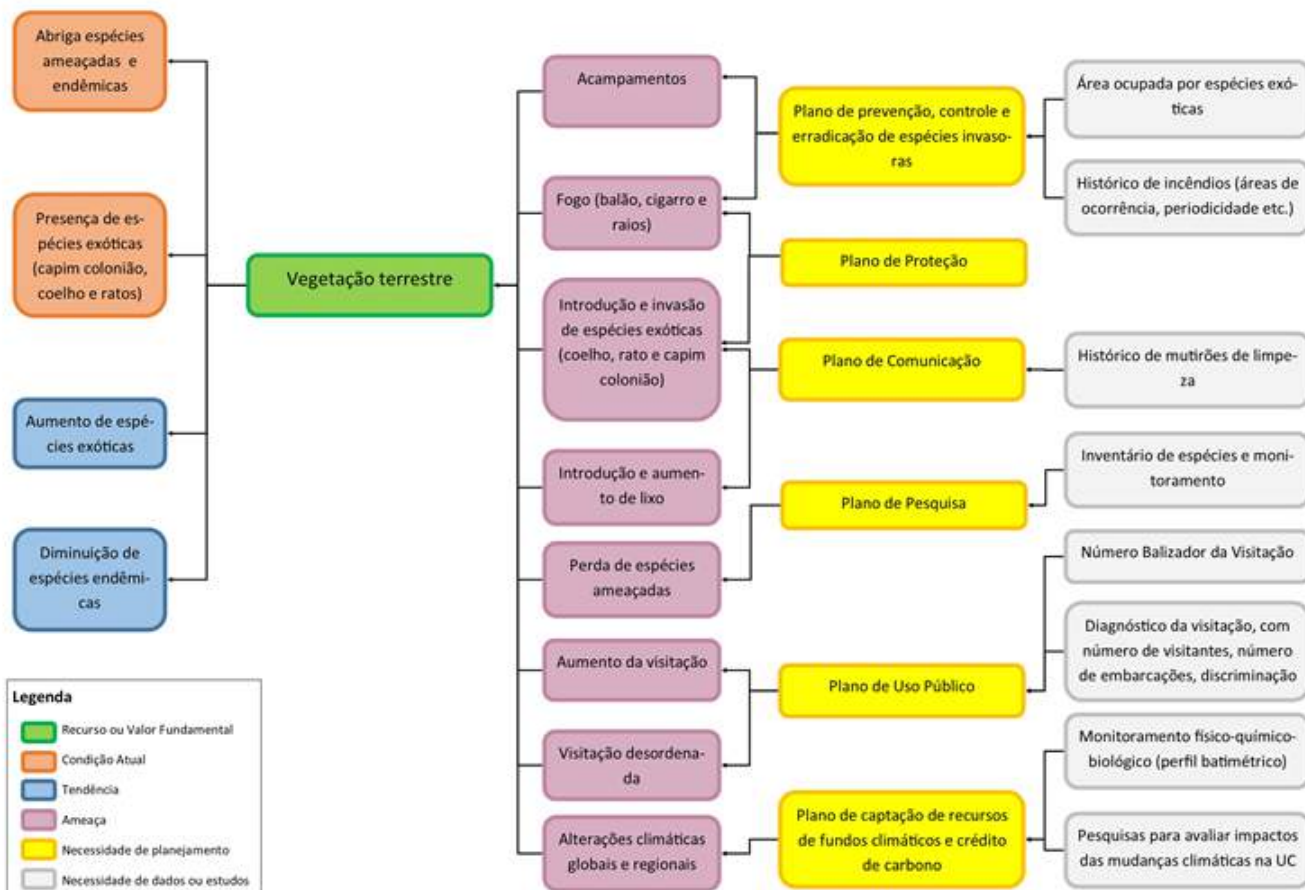 Abriga espécies
ameaçadas e
endêmicas
Presença de es-
pécies exóticas
(capim colonião,
coelho e ratos)
Aumento de espé-
cies exóticas
Diminuição de
espécies endêmi-
cas
Vegetação terrestre
Acampamentos
Fogo (balão, cigarro e
raios)
Introdução e invasão
de espécies exóticas
(coelho, rato e capim
colonião)
Introdução e aumen-
to de lixo
Perda de espécies
ameaçadas
Aumento da visitação
Visitação desordena-
da
Alterações climáticas
globais e regionais
Plano de prevenção, controle e
erradicação de espécies invaso-
ras
Plano de Proteção
Plano de Comunicação
Plano de Pesquisa
Plano de Uso Público
Plano de captação de recursos
de fundos climáticos e crédito
de carbono
Área ocupada por espécies exó-
ticas
Histórico de incêndios (áreas de
ocorrência, periodicidade etc.)
Histórico de mutirões de limpe-
za
Inventário de espécies e moni-
toramento
Número Balizador da Visitação
Diagnóstico da visitação, com
número de visitantes, número
de embarcações, discriminação
Monitoramento físico-químico-
biológico (perfil batimétrico)
Pesquisas para avaliar impactos
das mudanças climáticas na UC
Legenda
Recurso ou Valor Fundamental
Condição Atual
Tendência
Ameaça
Necessidade de planejamento
Necessidade de dados ou estudos